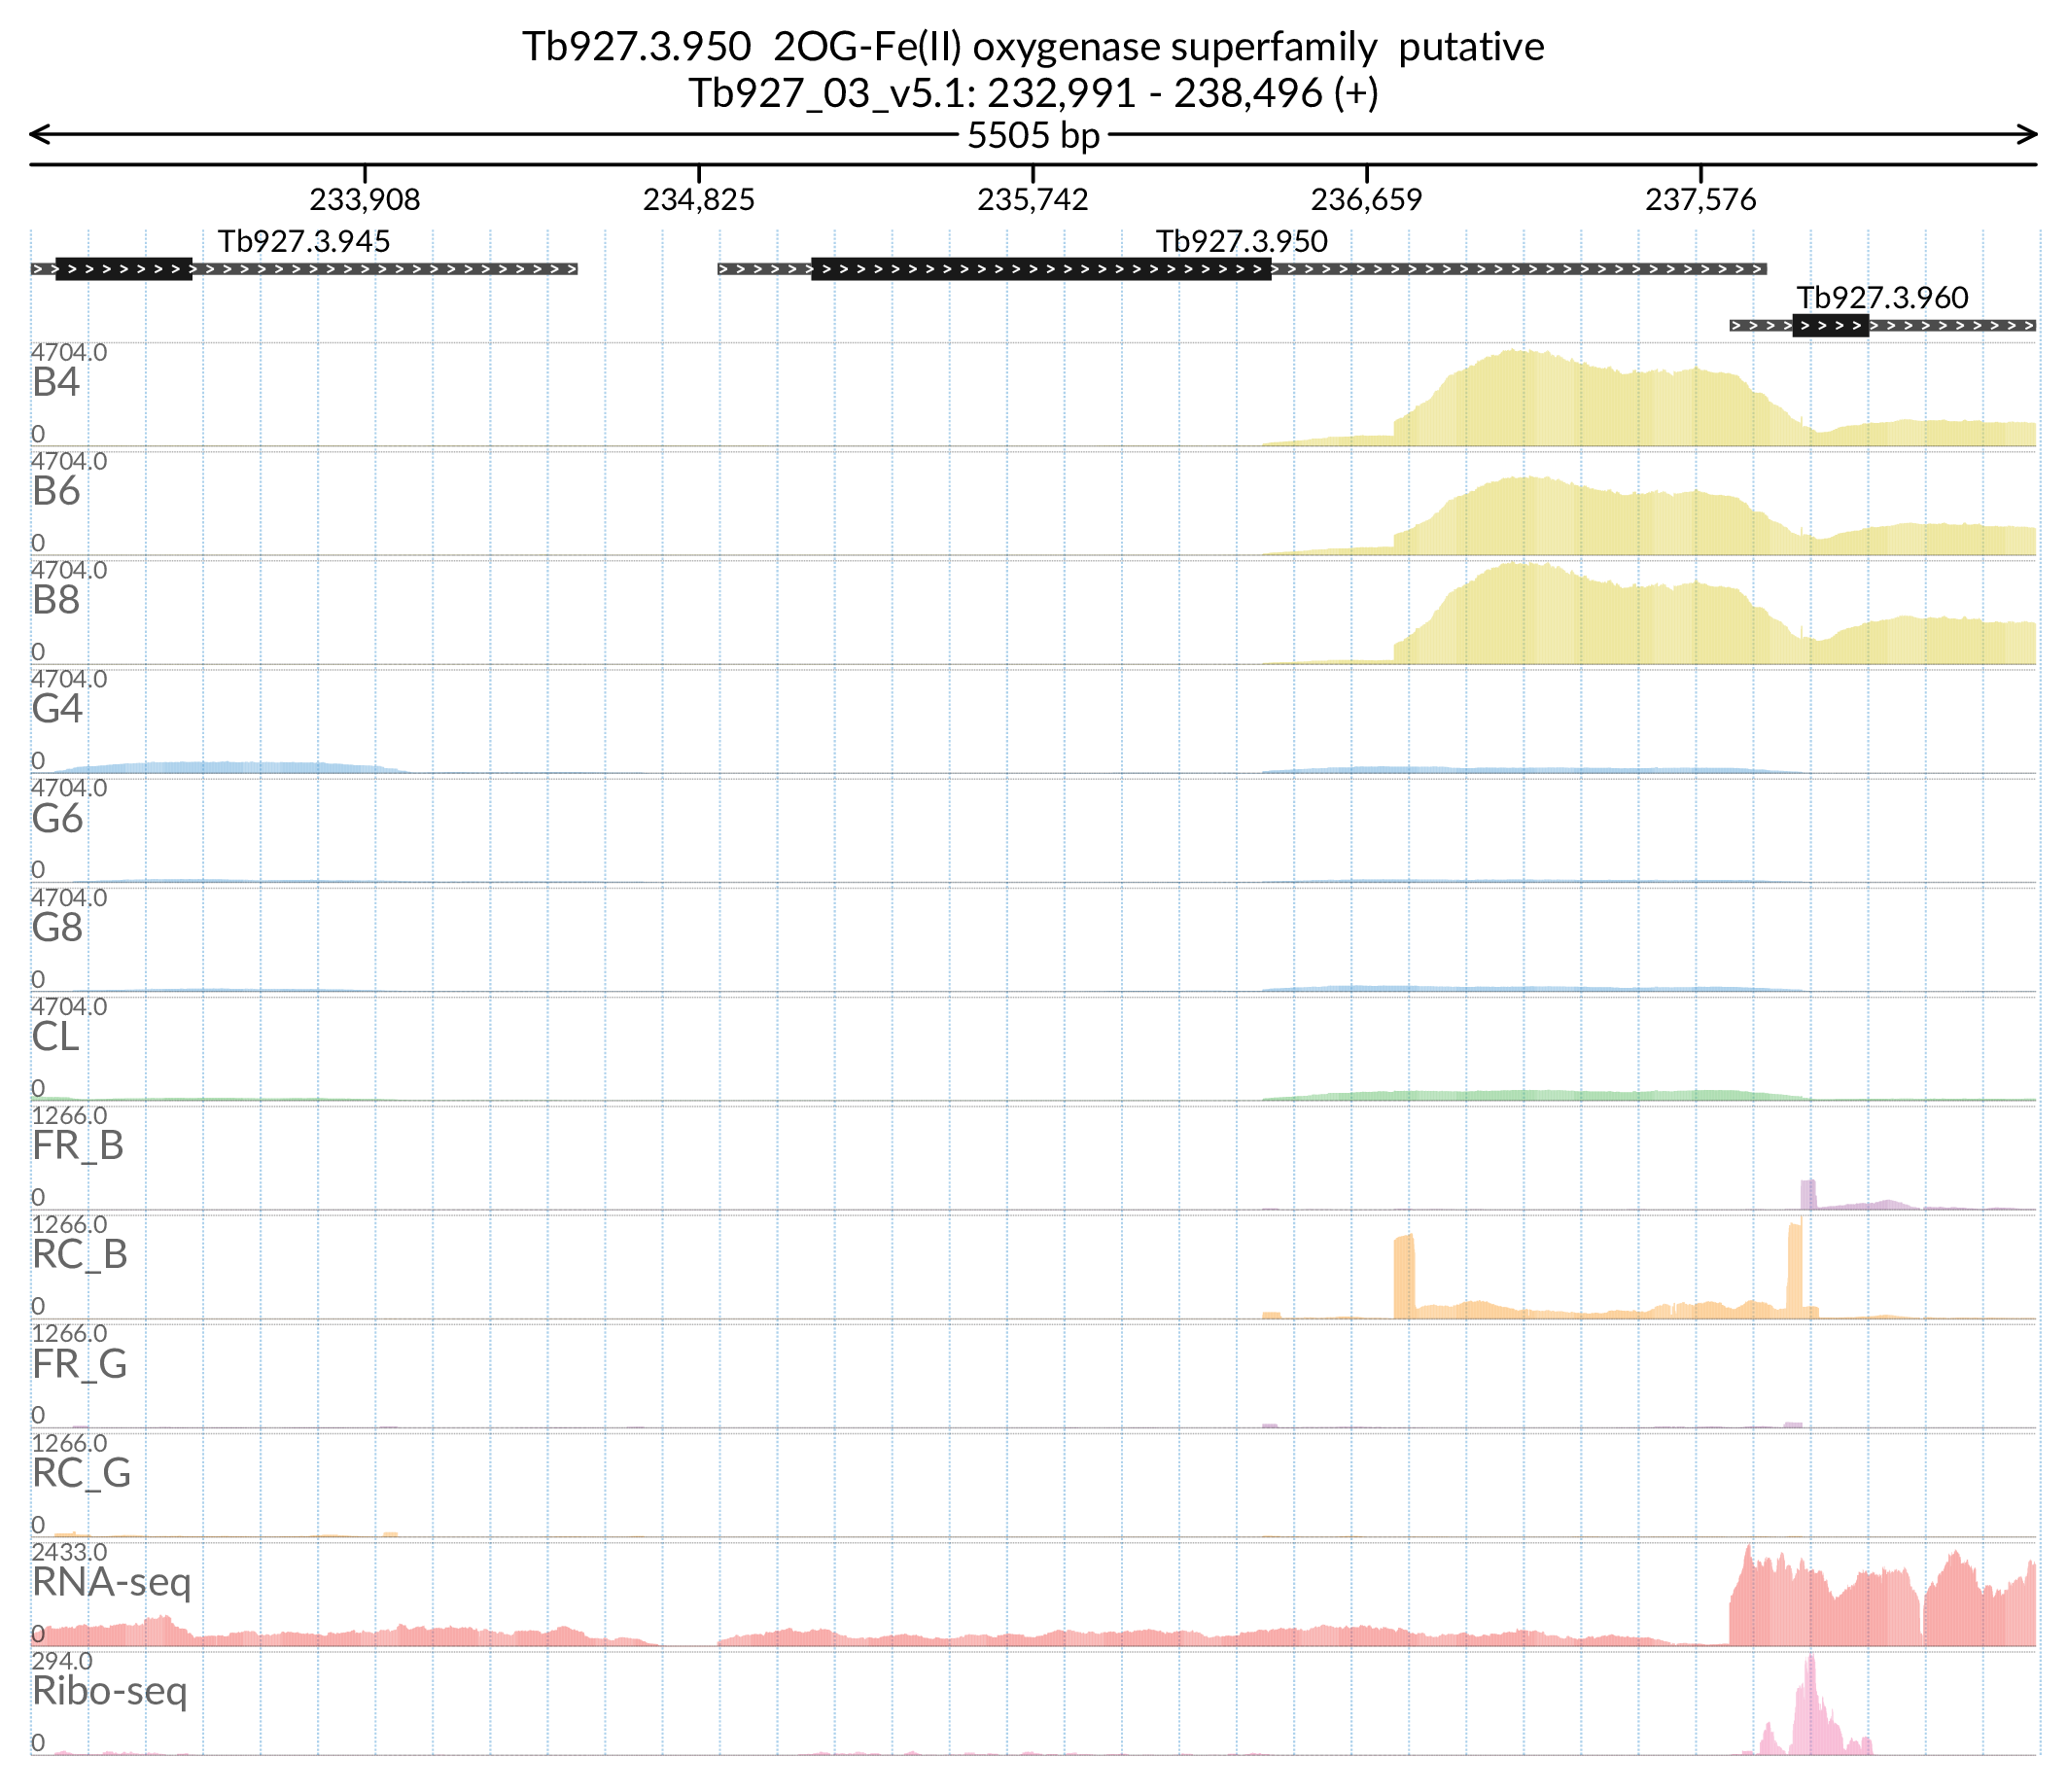 Tb927.3.950 2OG-Fe(II) oxygenase superfamily putative
Tb927_03_v5.1: 232,991 - 238,496 (+)
5505 bp
233,908 234,825 235,742 236,659 237,576
Tb927.3.945 Tb927.3.950
Tb927.3.960
4704.0
B4
0
4704.0
B6
0
4704.0
B8
0
4704.0
G4
0
4704.0
G6
0
4704.0
G8
0
4704.0
CL
0
1266.0
FR_B
0
1266.0
RC_B
0
1266.0
FR_G
0
1266.0
RC_G
0
2433.0
RNA-seq
0
294.0
Ribo-seq
0